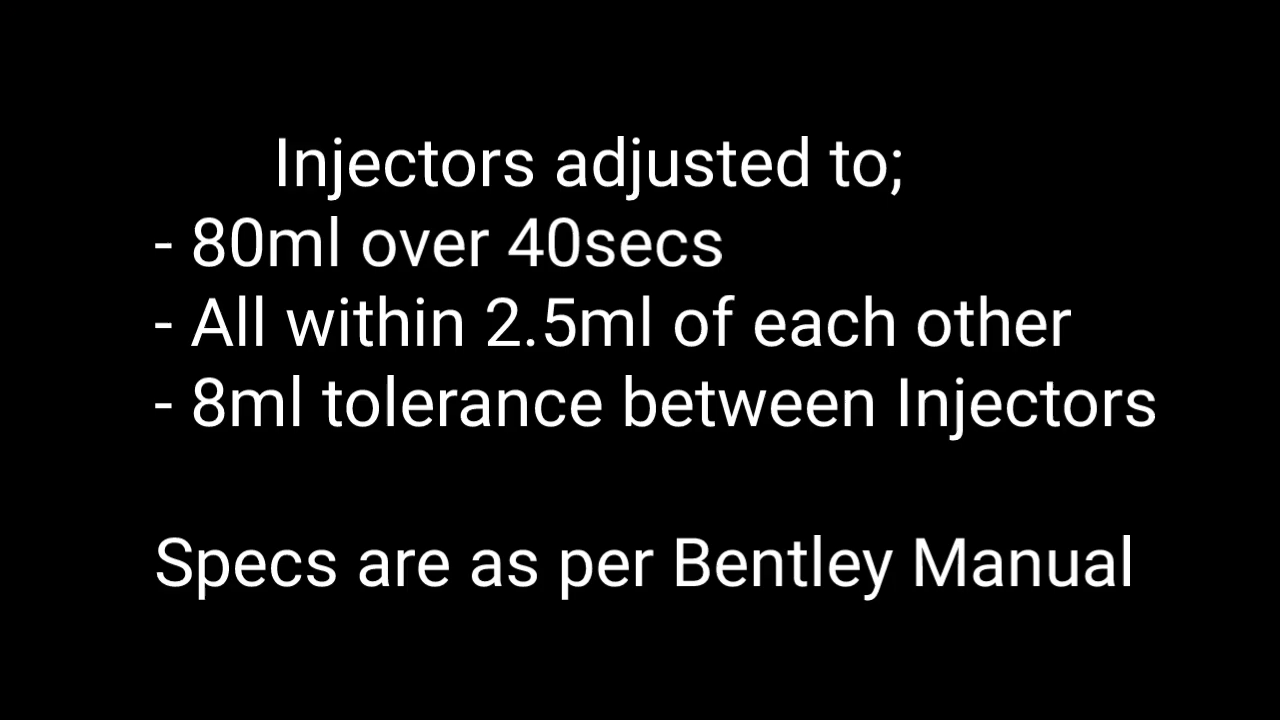 Injectors adjusted to;
- 80ml over 40secs
- All within 2.5ml of each other
- 8ml tolerance between Injectors
Specs are as per Bentley Manual